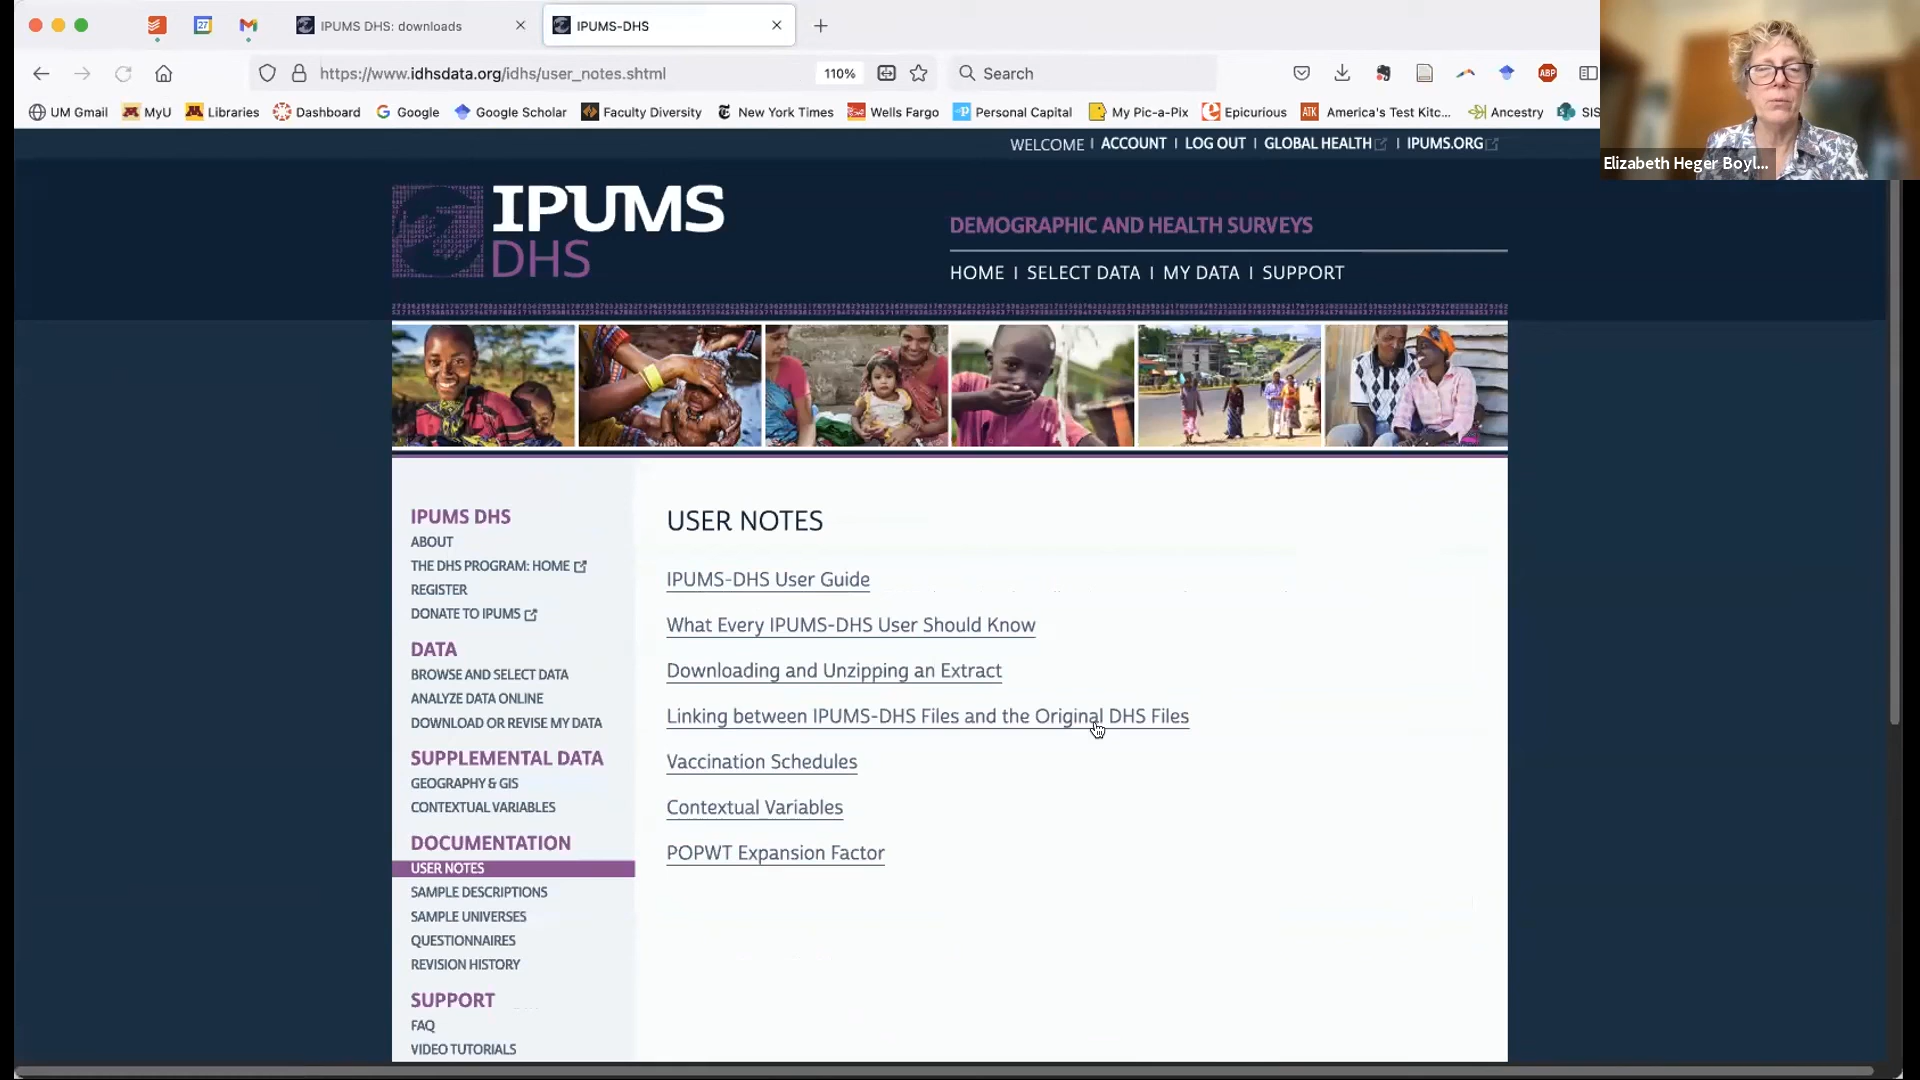 27
IPUMS DHS: downloads
IPUMS-DHS
https://www.idhsdata.org/idhs/user_notes.shtml
110%
Search
ABP
UM Gmail
MyU
Libraries
Dashboard
Google
Google Scholar
Faculty Diversity
New York Times
Wells Fargo
Personal Capital
My Pic-a-Pix
Epicurious
ATK America's Test Kitc...
Ancestry
SIS
Elizabeth Heger Boyl...
WELCOME | ACCOUNT | LOG OUT | GLOBAL HEALTH | IPUMS.ORG
IPUMS
DHS
DEMOGRAPHIC AND HEALTH SURVEYS
HOME | SELECT DATA | MY DATA | SUPPORT
IPUMS DHS
ABOUT
THE DHS PROGRAM: HOME
REGISTER
DONATE TO IPUMS
DATA
BROWSE AND SELECT DATA
ANALYZE DATA ONLINE
DOWNLOAD OR REVISE MY DATA
SUPPLEMENTAL DATA
GEOGRAPHY & GIS
CONTEXTUAL VARIABLES
DOCUMENTATION
USER NOTES
SAMPLE DESCRIPTIONS
SAMPLE UNIVERSES
QUESTIONNAIRES
REVISION HISTORY
SUPPORT
FAQ
VIDEO TUTORIALS
USER NOTES
IPUMS-DHS User Guide
What Every IPUMS-DHS User Should Know
Downloading and Unzipping an Extract
Linking between IPUMS-DHS Files and the Original DHS Files
Vaccination Schedules
Contextual Variables
POPWT Expansion Factor